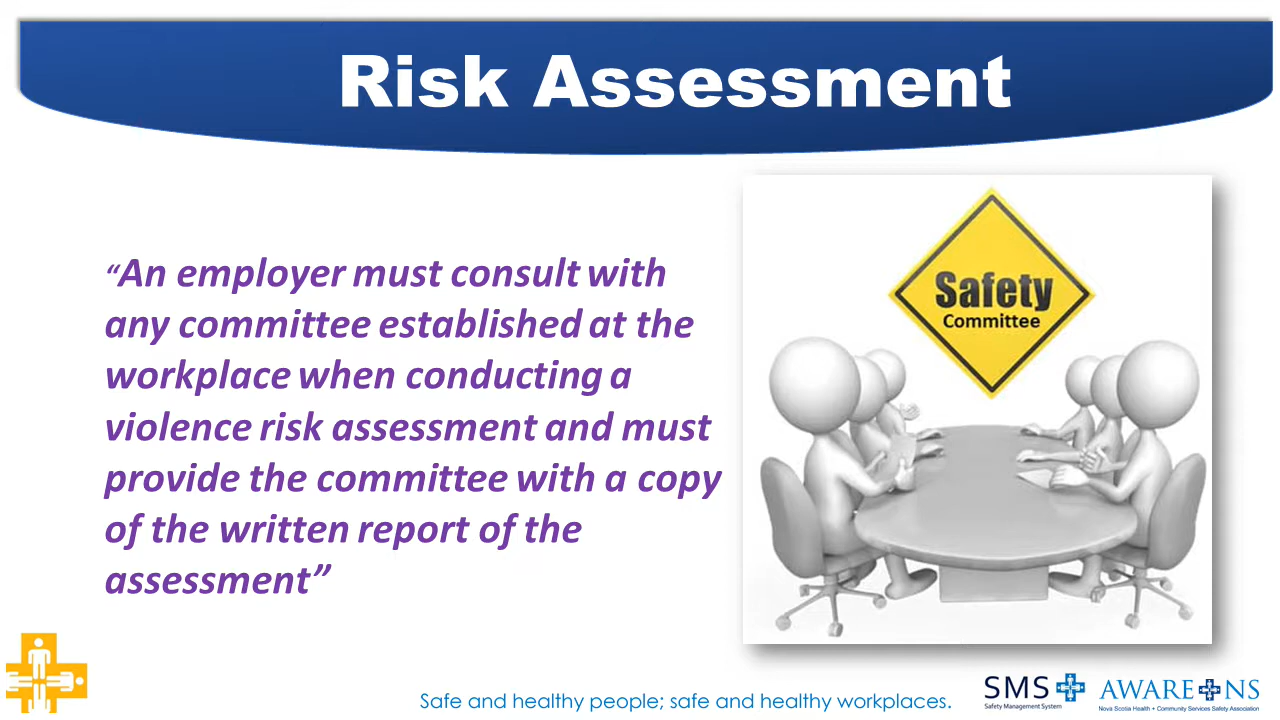 Risk Assessment
“An employer must consult with
any committee established at the
workplace when conducting a
violence risk assessment and must
provide the committee with a copy
of the written report of the
assessment”
Safety
Committee
Safe and healthy people; safe and healthy workplaces.
SMS
Safety Management System
AWARE NS
Nova Scotia Health + Community Services Safety Association